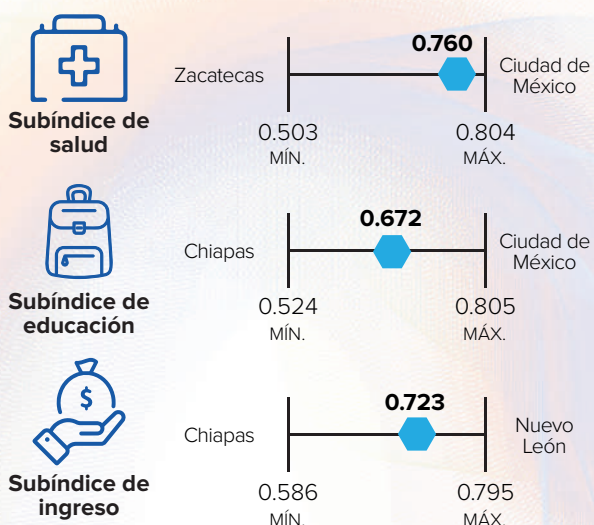 0.760
Zacatecas
Ciudad de
México
Subíndice de
salud
0.503
MÍN.
0.804
MÁX.
0.672
Chiapas
Ciudad de
México
Subíndice de
educación
0.524
MÍN.
0.805
MÁX.
$
0.723
Chiapas
Nuevo
León
Subíndice de
ingreso
0.586
MÍN.
0.795
MÁX.